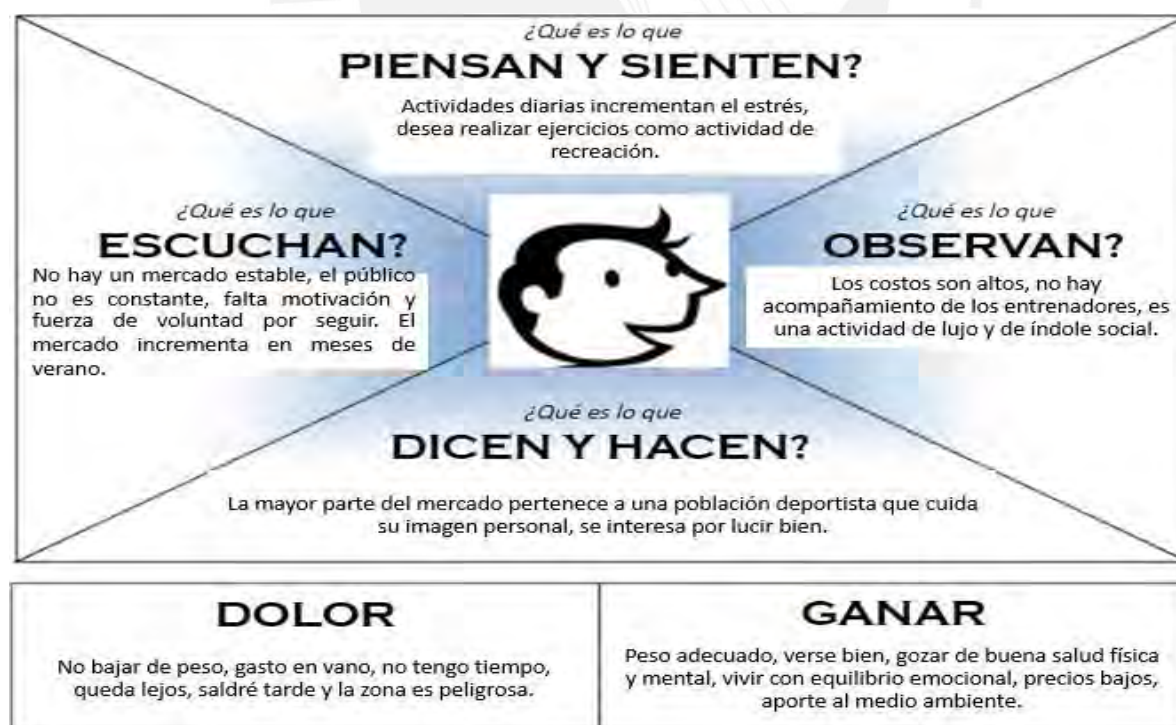 ¿Qué es lo que
PIENSAN Y SIENTEN?
Actividades diarias incrementan el estrés,
desea realizar ejercicios como actividad de
recreación.
¿Qué es lo que
ESCUCHAN?
No hay un mercado estable, el público
no es constante, falta motivación y
fuerza de voluntad por seguir. El
mercado incrementa en meses de
verano.
¿Qué es lo que
OBSERVAN?
Los costos son altos, no hay
acompañamiento de los entrenadores, es
una actividad de lujo y de índole social.
¿Qué es lo que
DICEN Y HACEN?
La mayor parte del mercado pertenece a una población deportista que cuida
su imagen personal, se interesa por lucir bien.
DOLOR
No bajar de peso, gasto en vano, no tengo tiempo,
queda lejos, saldré tarde y la zona es peligrosa.
GANAR
Peso adecuado, verse bien, gozar de buena salud física
y mental, vivir con equilibrio emocional, precios bajos,
aporte al medio ambiente.